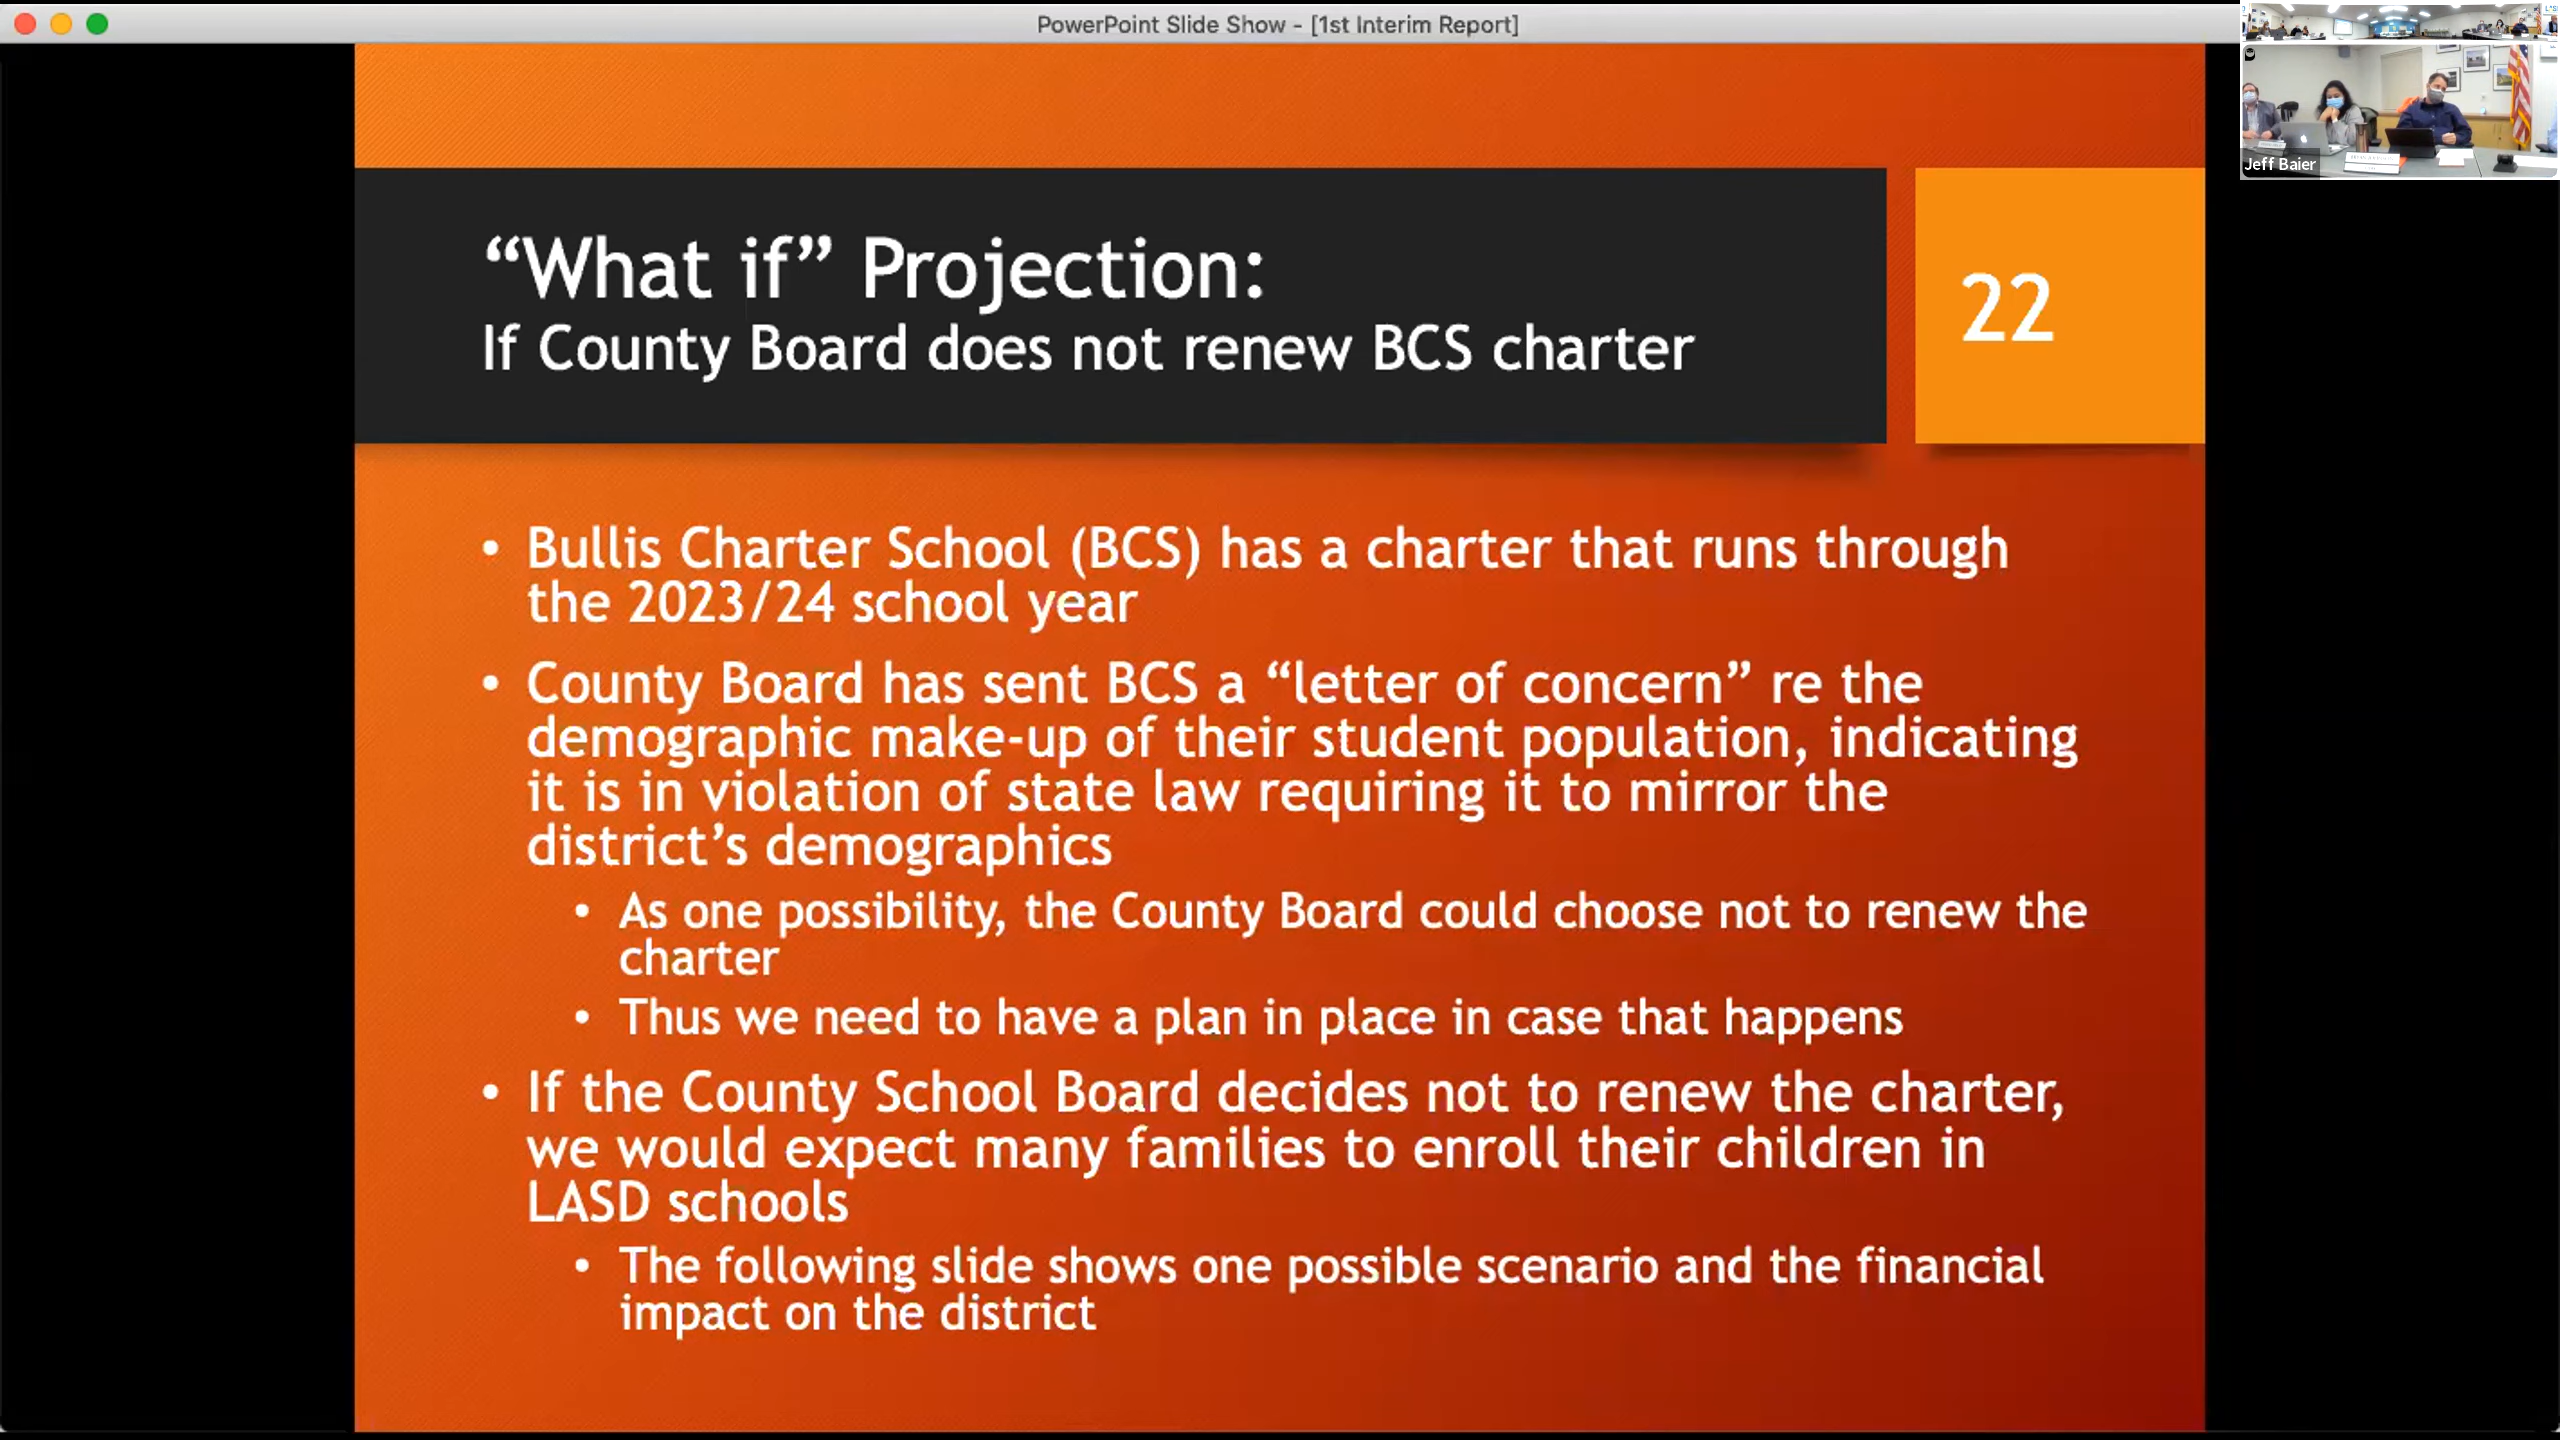 PowerPoint Slide Show - [1st Interim Report]
Jeff Baier
“What if” Projection:
If County Board does not renew BCS charter
22
• Bullis Charter School (BCS) has a charter that runs through
the 2023/24 school year
• County Board has sent BCS a “letter of concern” re the
demographic make-up of their student population, indicating
it is in violation of state law requiring it to mirror the
district’s demographics
• As one possibility, the County Board could choose not to renew the
charter
• Thus we need to have a plan in place in case that happens
• If the County School Board decides not to renew the charter,
we would expect many families to enroll their children in
LASD schools
• The following slide shows one possible scenario and the financial
impact on the district